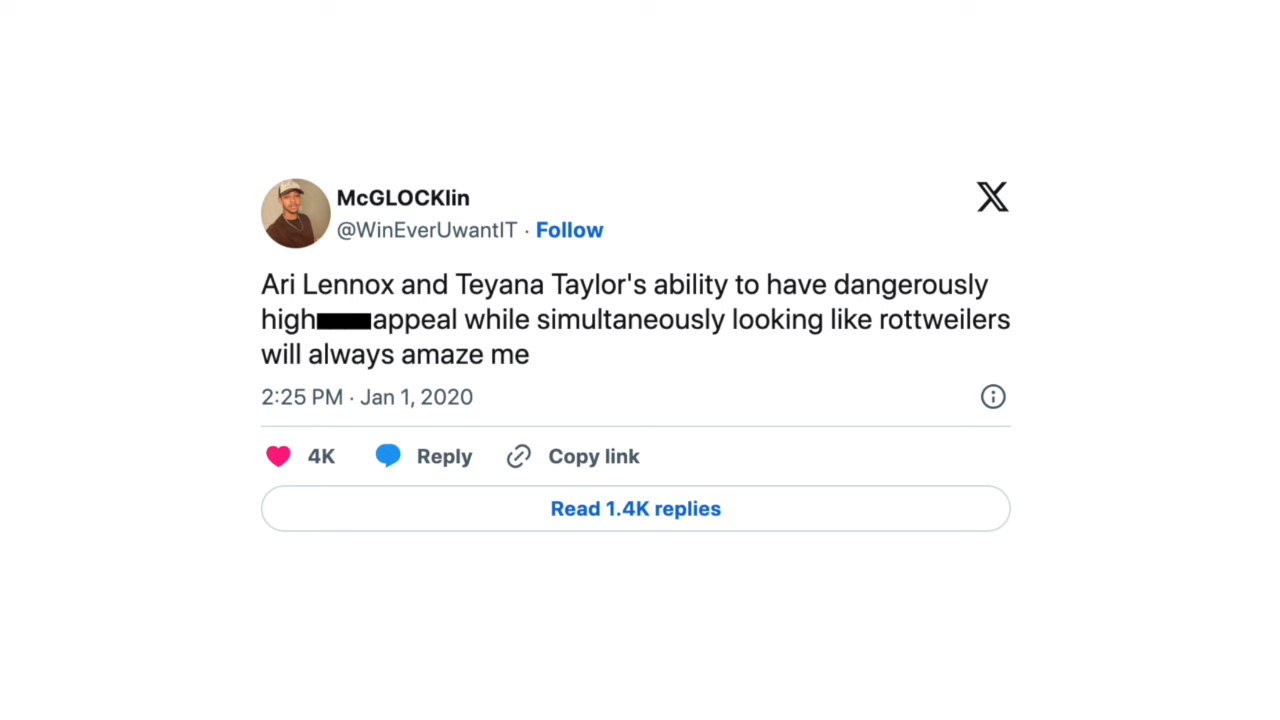 McGLOCKlin
@WinEverUwantIT · Follow
Ari Lennox and Teyana Taylor's ability to have dangerously
high appeal while simultaneously looking like rottweilers
will always amaze me
2:25 PM · Jan 1, 2020
4K Reply Copy link
Read 1.4K replies